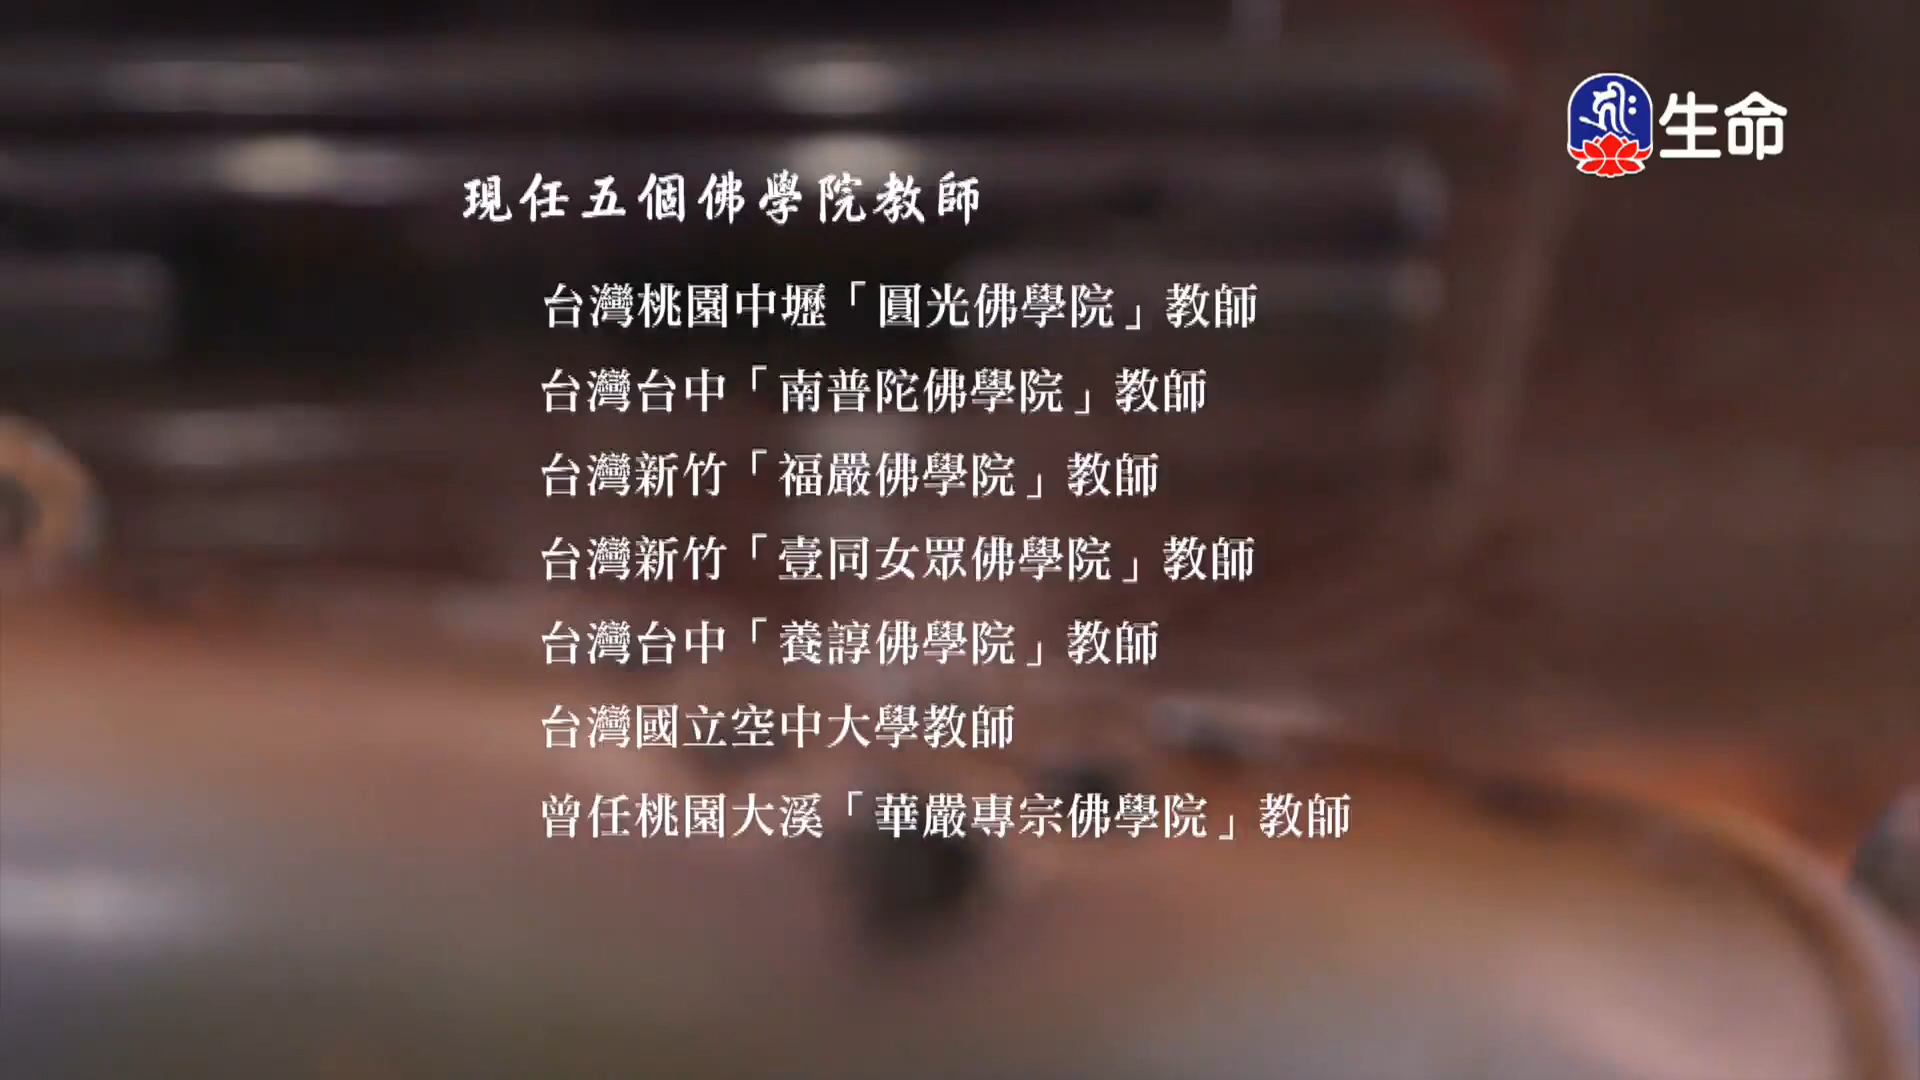 生命
現任五個佛學院教師
台灣桃園中壢「圓光佛學院」教師
台灣台中「南普陀佛學院」教師
台灣新竹「福嚴佛學院」教師
台灣新竹「壹同女眾佛學院」教師
台灣台中「養諄佛學院」教師
台灣國立空中大學教師
曾任桃園大溪「華嚴專宗佛學院」教師